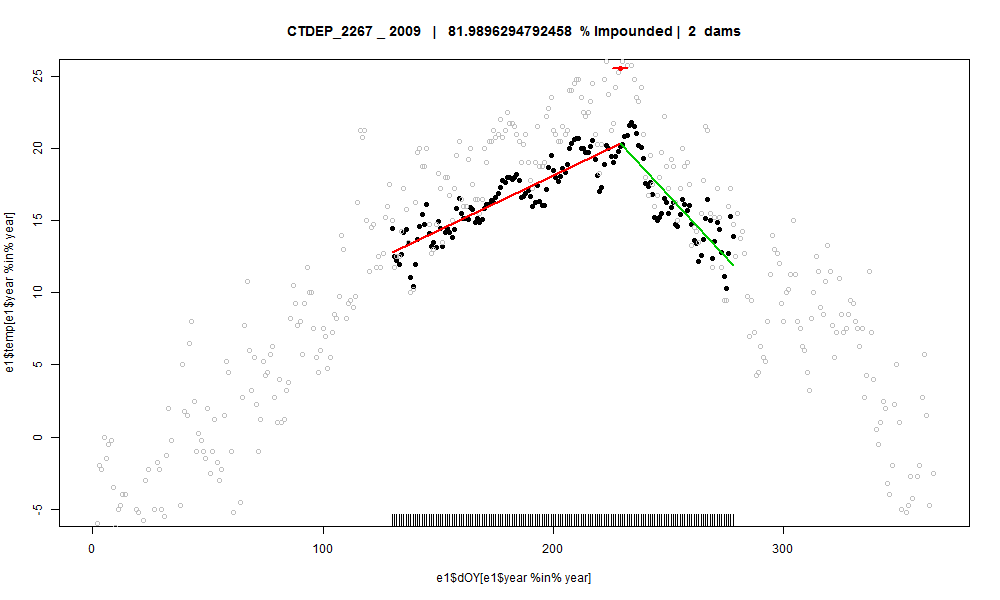 CTDEP_2267 _ 2009 | 81.9896294792458 % Impounded | 2 dams
25
20
15
10
5
0
-5
e1$temp[e1$year %in% year]
0 100 200 300
e1$dOY[e1$year %in% year]